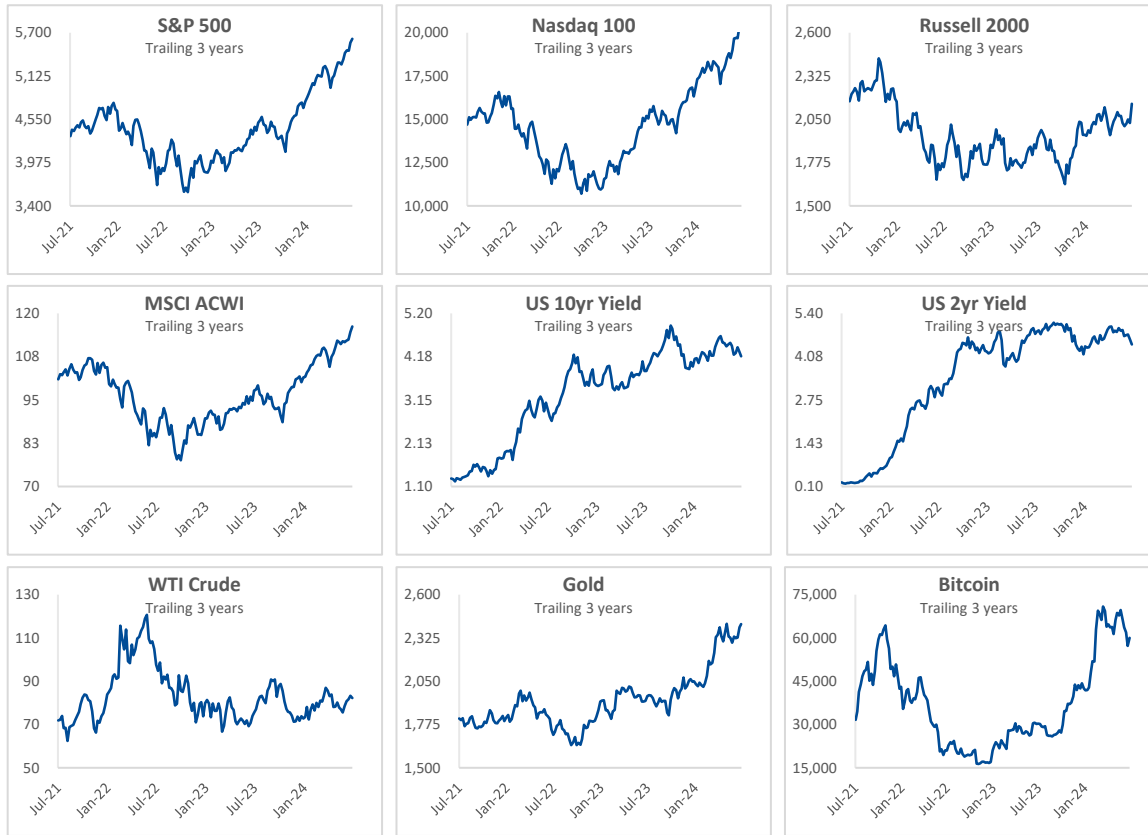 S&P 500
Trailing 3 years
5,700
5,125
4,550
3,975
3,400
Jul-21
Jan-22
Jul-22
Jan-23
Jul-23
Jan-24
Nasdaq 100
Trailing 3 years
20,000
17,500
15,000
12,500
10,000
Jul-21
Jan-22
Jul-22
Jan-23
Jul-23
Jan-24
Russell 2000
Trailing 3 years
2,600
2,325
2,050
1,775
1,500
Jul-21
Jan-22
Jul-22
Jan-23
Jul-23
Jan-24
MSCI ACWI
Trailing 3 years
120
108
95
83
70
Jul-21
Jan-22
Jul-22
Jan-23
Jul-23
Jan-24
US 10yr Yield
Trailing 3 years
5.20
4.18
3.15
2.13
1.10
Jul-21
Jan-22
Jul-22
Jan-23
Jul-23
Jan-24
US 2yr Yield
Trailing 3 years
5.40
4.08
2.75
1.43
0.10
Jul-21
Jan-22
Jul-22
Jan-23
Jul-23
Jan-24
WTI Crude
Trailing 3 years
130
110
90
70
50
Jul-21
Jan-22
Jul-22
Jan-23
Jul-23
Jan-24
Gold
Trailing 3 years
2,600
2,325
2,050
1,775
1,500
Jul-21
Jan-22
Jul-22
Jan-23
Jul-23
Jan-24
Bitcoin
Trailing 3 years
75,000
60,000
45,000
30,000
15,000
Jul-21
Jan-22
Jul-22
Jan-23
Jul-23
Jan-24